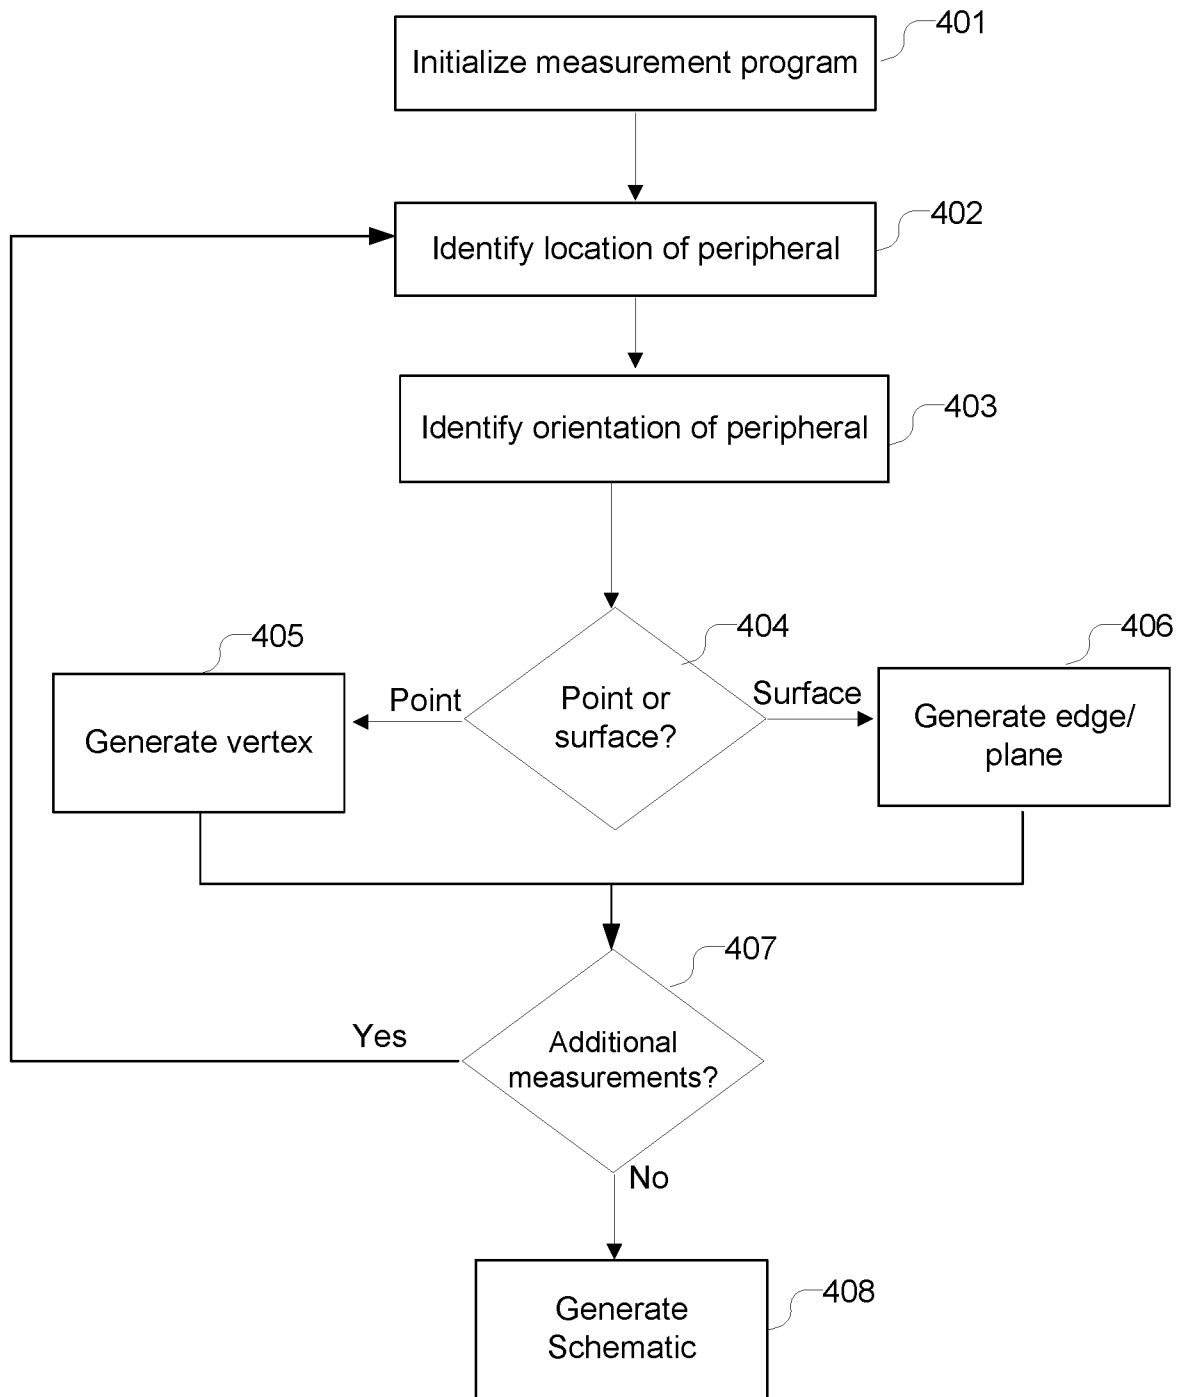 401
Initialize measurement program
402
Identify location of peripheral
403
Identify orientation of peripheral
404
405
406
Point
Point or
surface?
Surface
Generate vertex
Generate edge/
plane
407
Yes
Additional
measurements?
No
408
Generate
Schematic